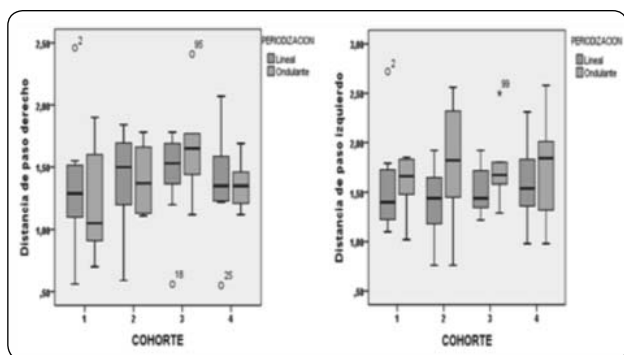 Distancia de paso derecho
2,50
2,00
1,50
1,00
,50
2
95
18
25
1 2 3 4
COHORTE
PERIODIZACION
Lineal
Ondulante
Distancia de paso izquierdo
3,00
2,50
2,00
1,50
1,00
,50
2
99
1 2 3 4
COHORTE
PERIODIZACION
Lineal
Ondulante